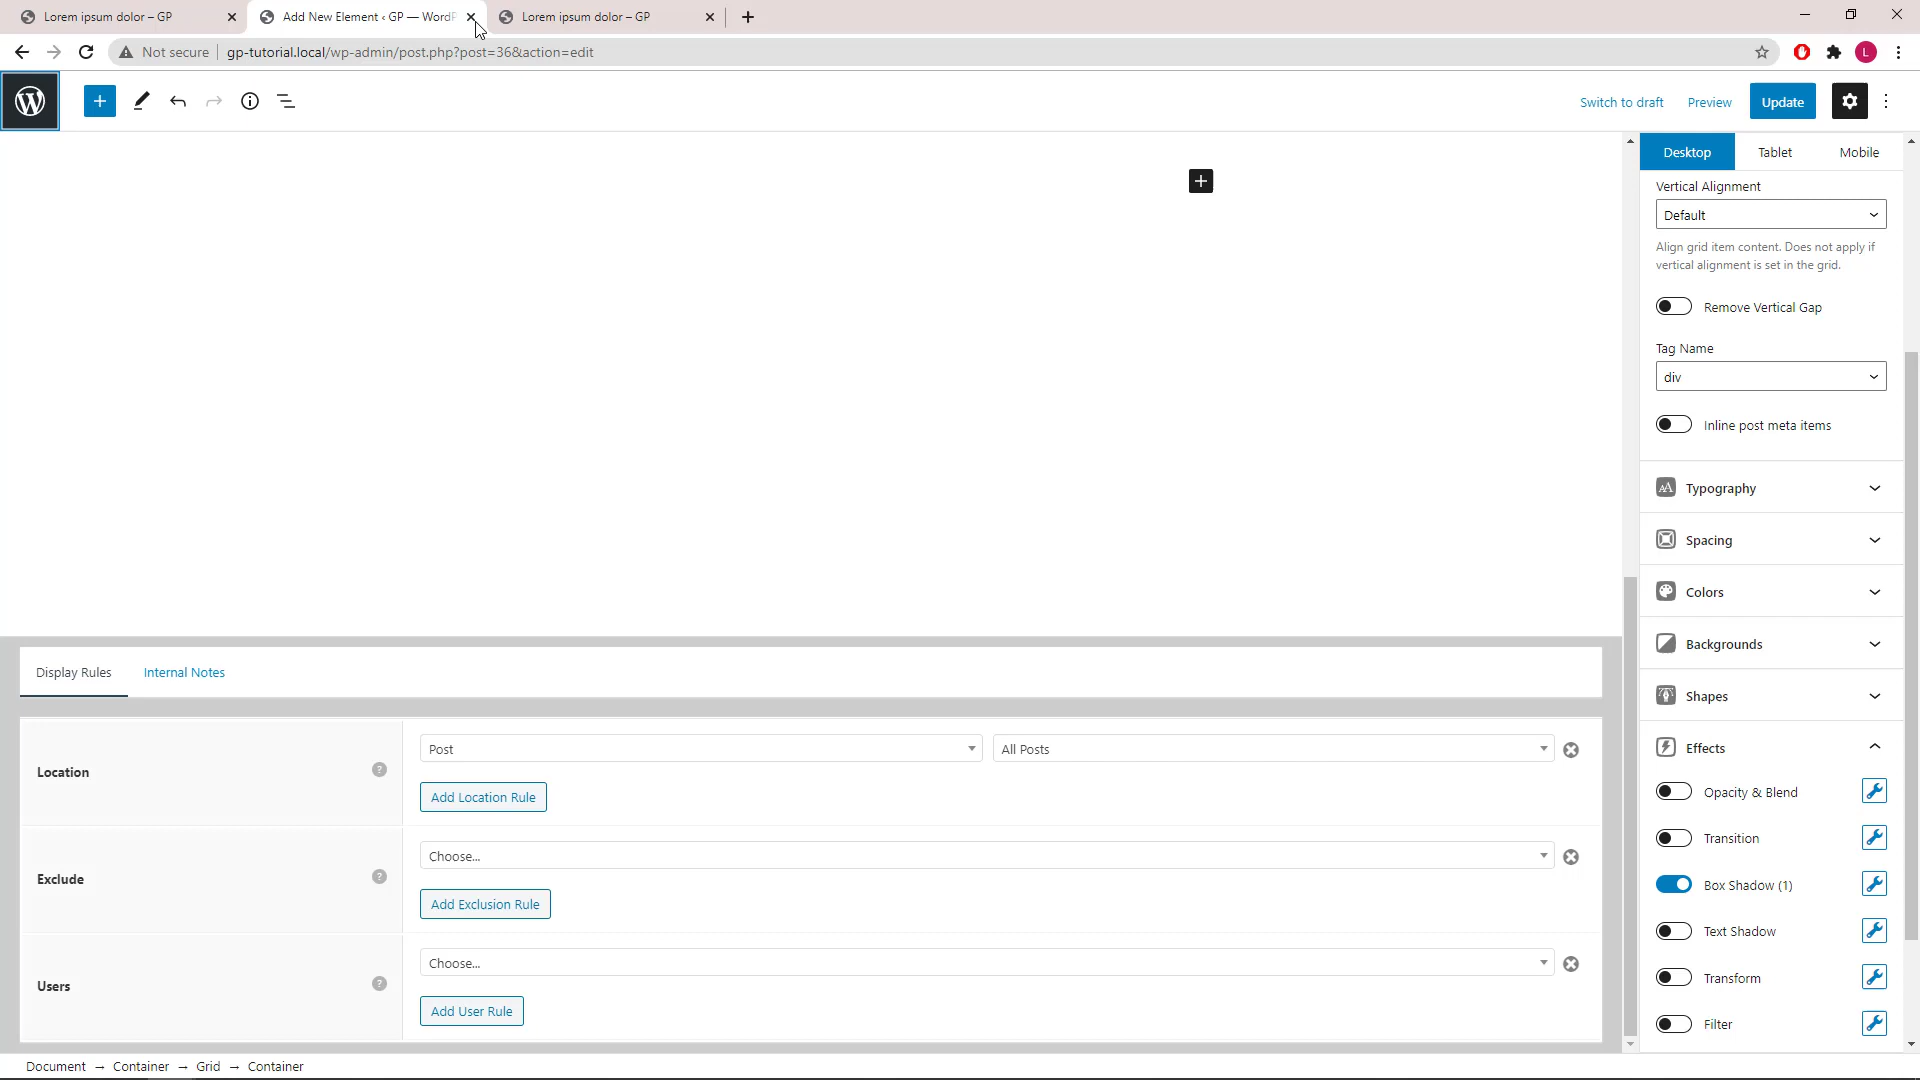 Lorem ipsum dolor – GP
Add New Element ‹ GP — WordP
Lorem ipsum dolor – GP
Not secure
gp-tutorial.local/wp-admin/post.php?post=36&action=edit
L
Switch to draft
Preview
Update
Desktop
Tablet
Mobile
Vertical Alignment
Default
Align grid item content. Does not apply if
vertical alignment is set in the grid.
Remove Vertical Gap
Tag Name
div
Inline post meta items
Typography
Spacing
Colors
Backgrounds
Shapes
Effects
Opacity & Blend
Transition
Box Shadow (1)
Text Shadow
Transform
Filter
Display Rules
Internal Notes
Location
?
Post
All Posts
Add Location Rule
Exclude
?
Choose...
Add Exclusion Rule
Users
?
Choose...
Add User Rule
Document → Container → Grid → Container